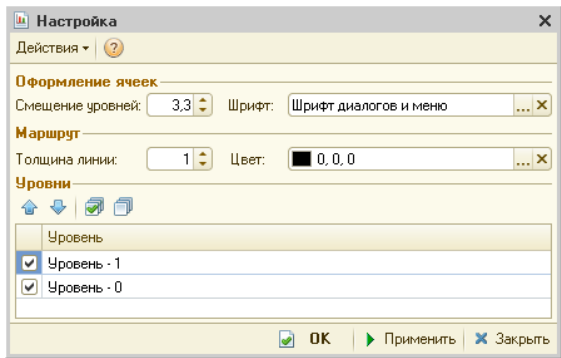 Настройка
Действия
Оформление ячеек
Смещение уровней: 3,3 Шрифт: Шрифт диалогов и меню ...
Маршрут
Толщина линии: 1 Цвет: 0, 0, 0 ...
Уровни
Уровень
Уровень - 1
Уровень - 0
OK Применить Закрыть